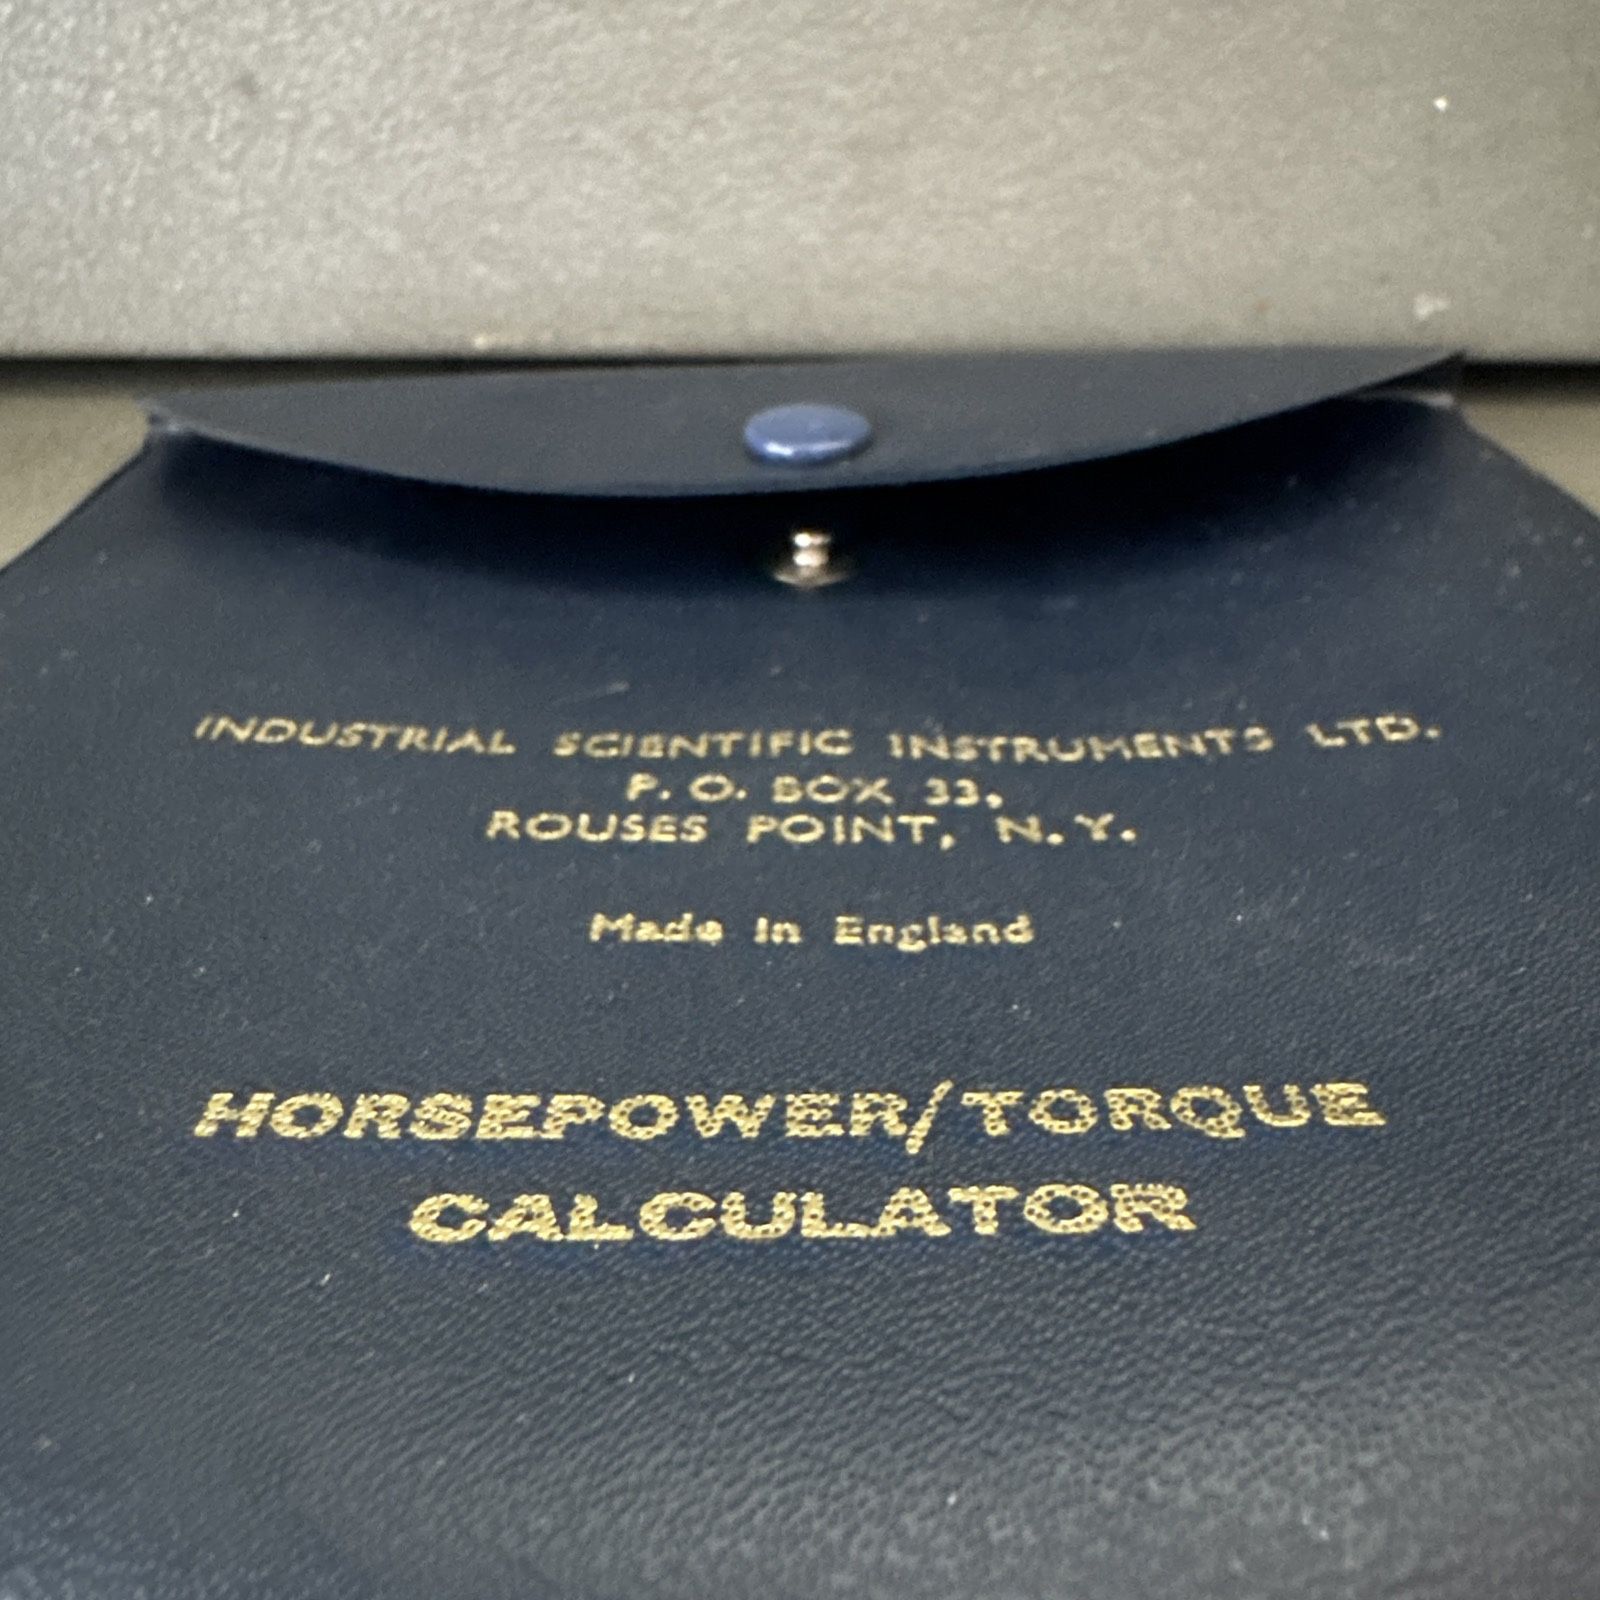 INDUSTRIAL SCIENTIFIC INSTRUMENTS LTD.
P. O. BOX 33,
ROUSES POINT, N. Y.
Made in England
HORSEPOWER/TORQUE
CALCULATOR